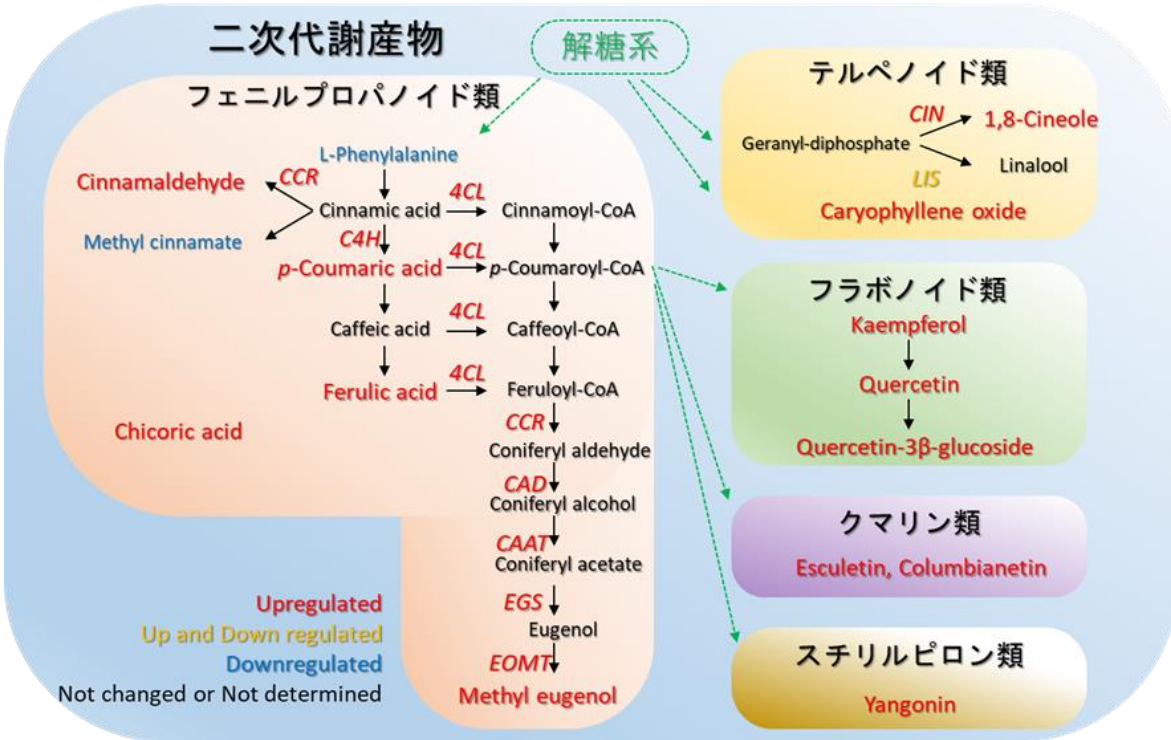 二次代謝産物
解糖系
フェニルプロパノイド類
L-Phenylalanine
Cinnamaldehyde
CCR
Cinnamic acid
4CL
Cinnamoyl-CoA
Methyl cinnamate
C4H
p-Coumaric acid
4CL
p-Coumaroyl-CoA
Caffeic acid
4CL
Caffeoyl-CoA
Ferulic acid
4CL
Feruloyl-CoA
Chicoric acid
CCR
Coniferyl aldehyde
CAD
Coniferyl alcohol
CAAT
Coniferyl acetate
EGS
Eugenol
EOMT
Methyl eugenol
Upregulated
Up and Down regulated
Downregulated
Not changed or Not determined
テルペノイド類
CIN
1,8-Cineole
Geranyl-diphosphate
Linalool
LIS
Caryophyllene oxide
フラボノイド類
Kaempferol
Quercetin
Quercetin-3β-glucoside
クマリン類
Esculetin, Columbianetin
スチリルピロン類
Yangonin